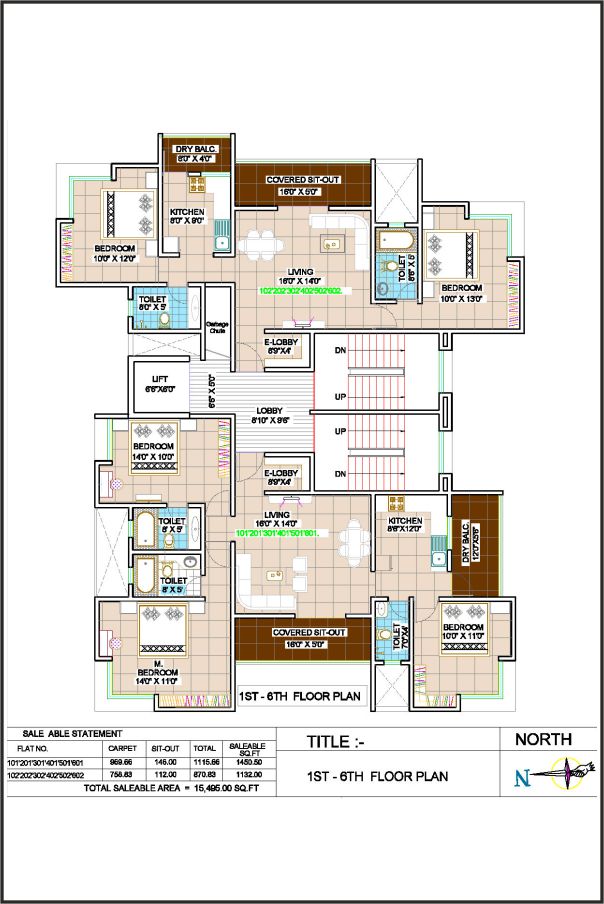 DRY BALC.
8'0" X 4'0"
COVERED SIT-OUT
16'0" X 5'0"
KITCHEN
8'0" X 9'0"
BEDROOM
10'0" X 12'0"
LIVING
16'0" X 14'0"
102'202'302'402'502'602.
TOILET
8'6" X 5'
BEDROOM
10'0" X 13'0"
TOILET
8'0" X 5'
Garbage
Chute
E-LOBBY
8'9"X4'
DN
UP
LIFT
6'6"X6'0"
6'6" X 5'0"
LOBBY
8'10" X 9'6"
UP
DN
BEDROOM
14'0" X 10'0"
E-LOBBY
8'9"X4'
LIVING
16'0" X 14'0"
101'201'301'401'501'601.
KITCHEN
8'6"X12'0"
DRY BALC.
TOILET
8' X 5'
TOILET
8' X 5'
COVERED SIT-OUT
16'0" X 5'0"
TOILET
7'0"X4'
BEDROOM
10'0" X 11'0"
M.
BEDROOM
14'0" X 11'0"
1ST - 6TH FLOOR PLAN
SALE ABLE STATEMENT
FLAT NO. CARPET SIT-OUT TOTAL SALEABLE SQ.FT
101'201'301'401'501'601 969.66 146.00 1115.66 1450.50
102'202'302'402'502'602 758.83 112.00 870.83 1132.00
TOTAL SALEABLE AREA = 15,495.00 SQ.FT
TITLE :-
1ST - 6TH FLOOR PLAN
NORTH
N